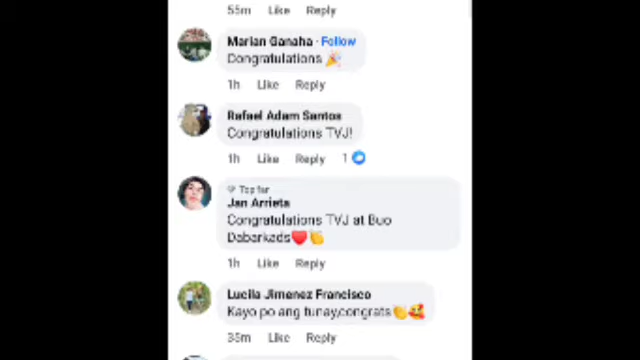 55m Like Reply
Marian Ganaha · Follow
Congratulations 🎉
1h Like Reply
Rafael Adam Santos
Congratulations TVJ!
1h Like Reply 1
Top fan
Jan Arrieta
Congratulations TVJ at Buo
Dabarkads❤️👏
1h Like Reply
Lucila Jimenez Francisco
Kayo po ang tunay,congrats👏🥰
35m Like Reply